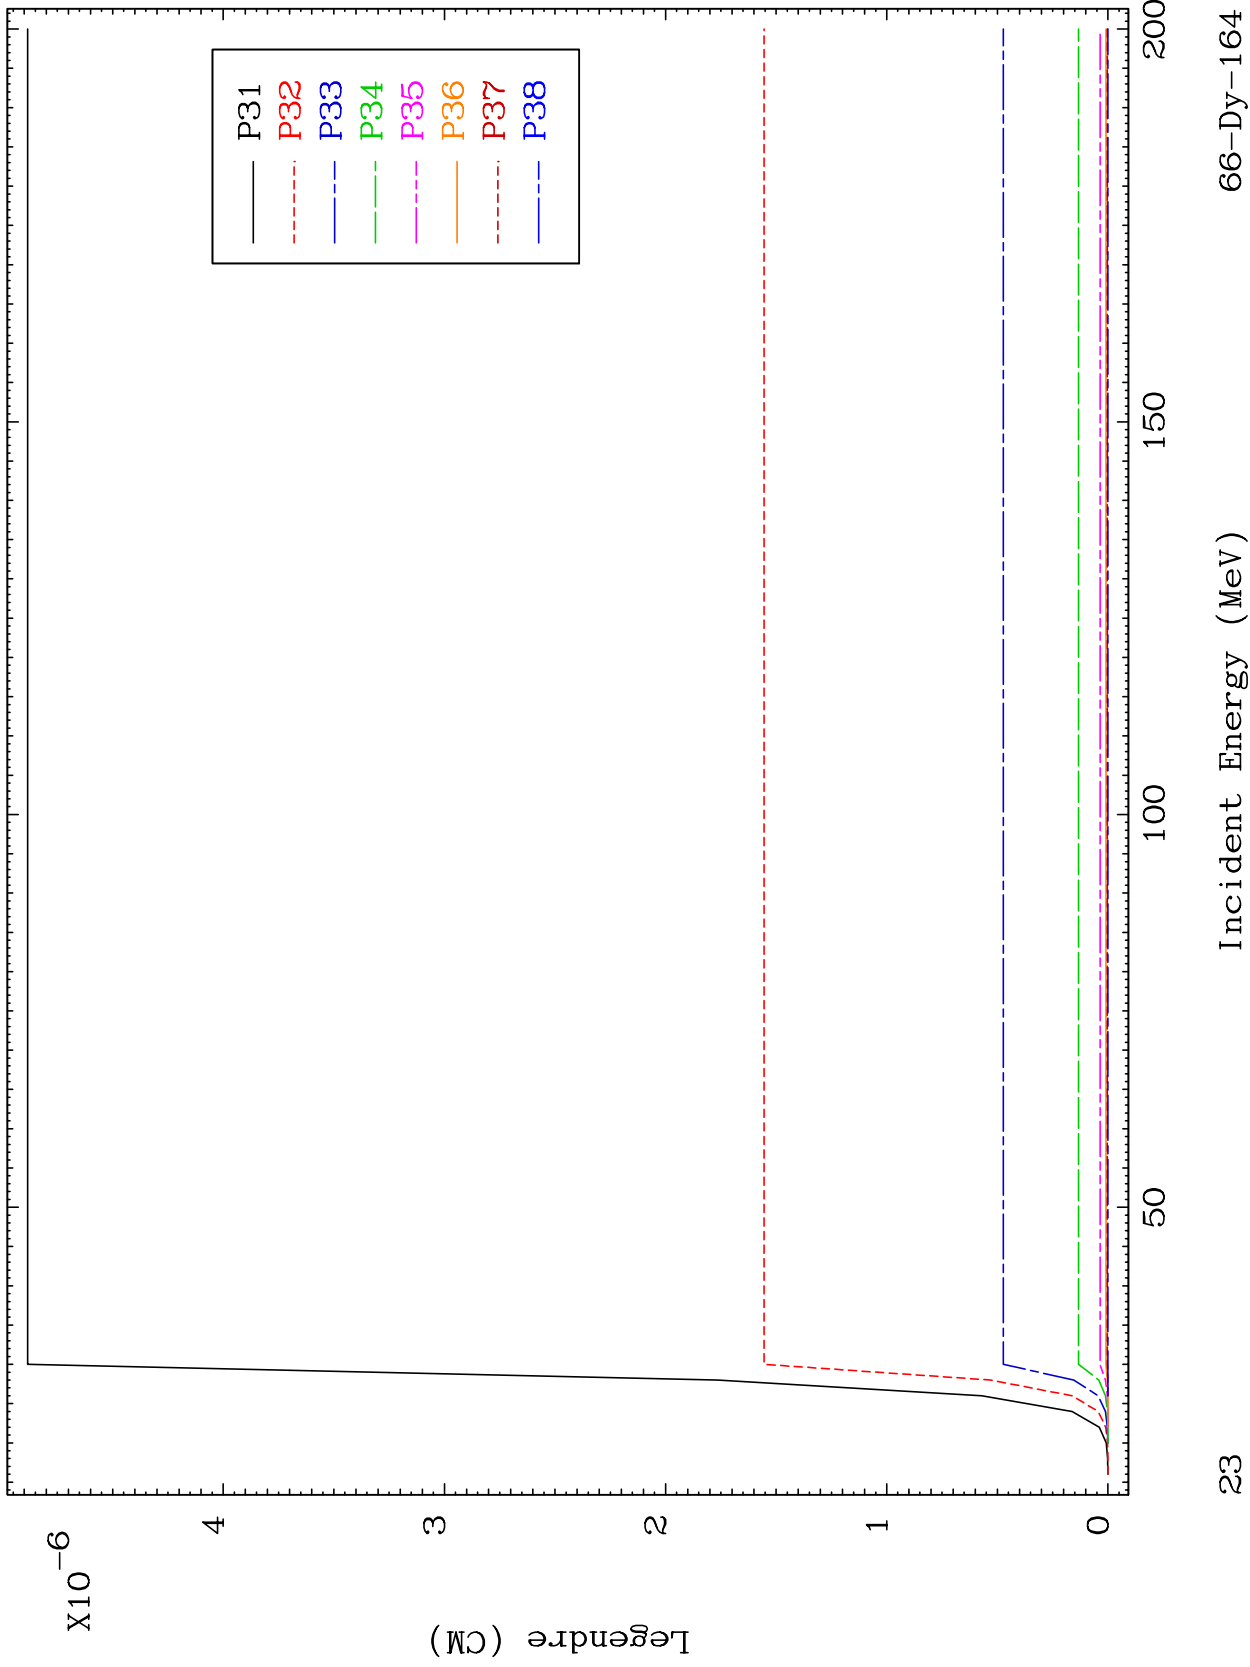 X10-6
Legendre (CM)
4
3
2
1
0
P31
P32
P33
P34
P35
P36
P37
P38
50
100
150
200
23
Incident Energy (MeV)
66-Dy-164